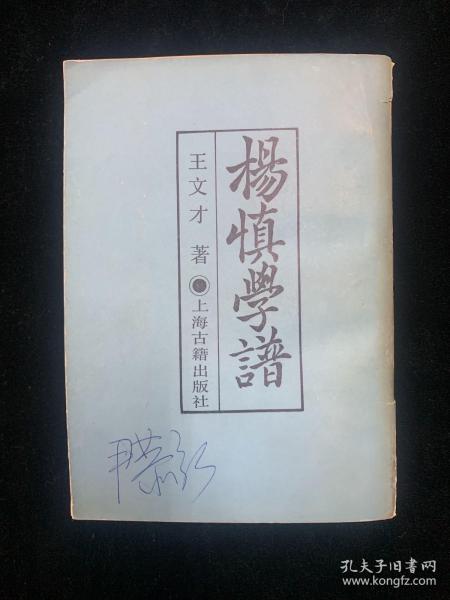 楊慎學譜
王文才 著
上海古籍出版社
孔夫子旧书网
www.kongfz.com